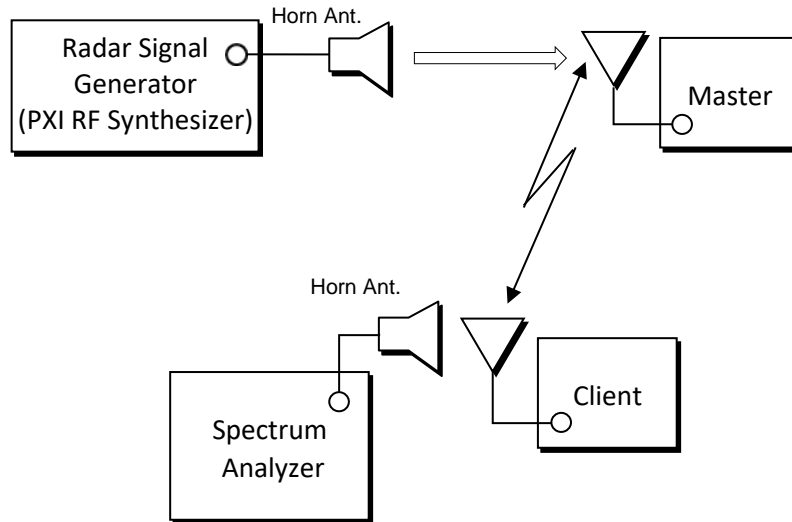 Horn Ant.
Radar Signal
Generator
(PXI RF Synthesizer)
Master
Horn Ant.
Client
Spectrum
Analyzer